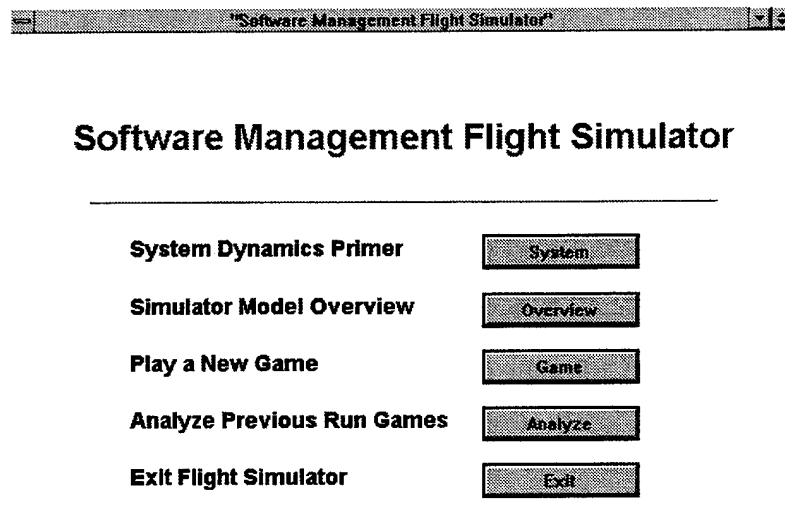 "Software Management Flight Simulator"
Software Management Flight Simulator
System Dynamics Primer System
Simulator Model Overview Overview
Play a New Game Game
Analyze Previous Run Games Analyze
Exit Flight Simulator Exit